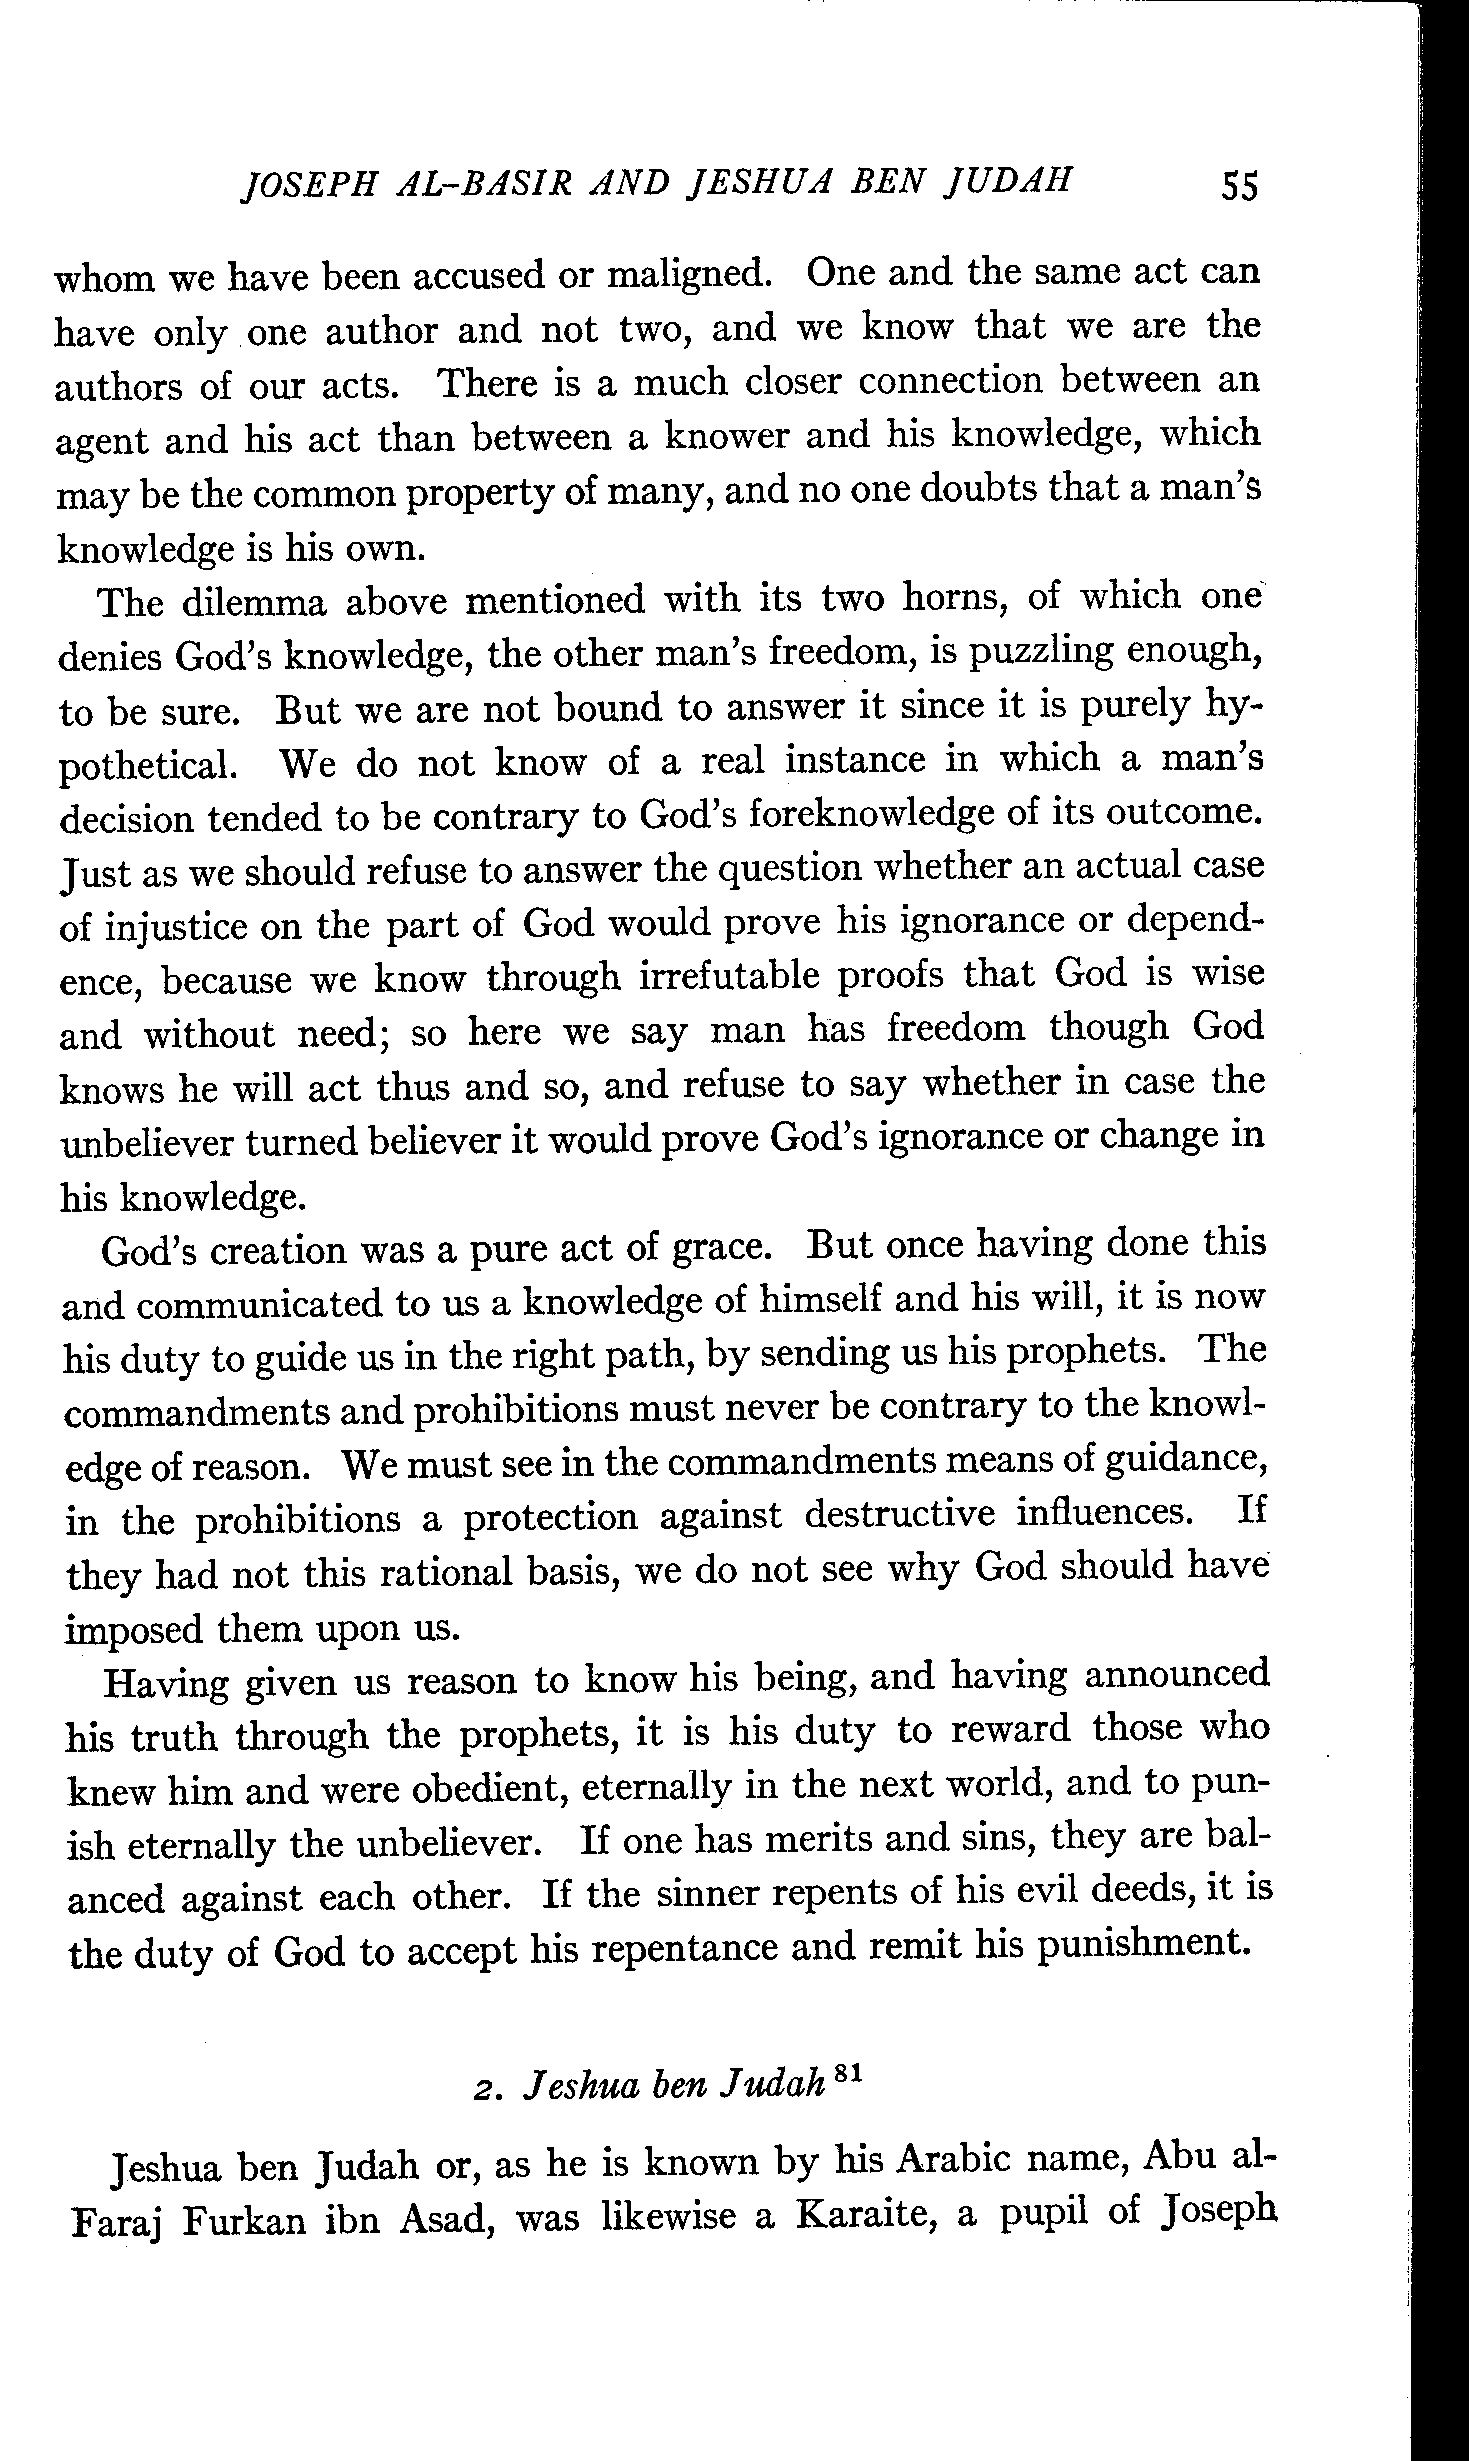 JOSEPH AL-BASIR AND JESHUA BEN JUDAH 55
whom we have been accused or maligned. One and the same act can
have only one author and not two, and we know that we are the
authors of our acts. There is a much closer connection between an
agent and his act than between a knower and his knowledge, which
may be the common property of many, and no one doubts that a man's
knowledge is his own.
The dilemma above mentioned with its two horns, of which one
denies God's knowledge, the other man's freedom, is puzzling enough,
to be sure. But we are not bound to answer it since it is purely hy-
pothetical. We do not know of a real instance in which a man's
decision tended to be contrary to God's foreknowledge of its outcome.
Just as we should refuse to answer the question whether an actual case
of injustice on the part of God would prove his ignorance or depend-
ence, because we know through irrefutable proofs that God is wise
and without need; so here we say man has freedom though God
knows he will act thus and so, and refuse to say whether in case the
unbeliever turned believer it would prove God's ignorance or change in
his knowledge.
God's creation was a pure act of grace. But once having done this
and communicated to us a knowledge of himself and his will, it is now
his duty to guide us in the right path, by sending us his prophets. The
commandments and prohibitions must never be contrary to the knowl-
edge of reason. We must see in the commandments means of guidance,
in the prohibitions a protection against destructive influences. If
they had not this rational basis, we do not see why God should have
imposed them upon us.
Having given us reason to know his being, and having announced
his truth through the prophets, it is his duty to reward those who
knew him and were obedient, eternally in the next world, and to pun-
ish eternally the unbeliever. If one has merits and sins, they are bal-
anced against each other. If the sinner repents of his evil deeds, it is
the duty of God to accept his repentance and remit his punishment.
2. Jeshua ben Judah 81
Jeshua ben Judah or, as he is known by his Arabic name, Abu al-
Faraj Furkan ibn Asad, was likewise a Karaite, a pupil of Joseph